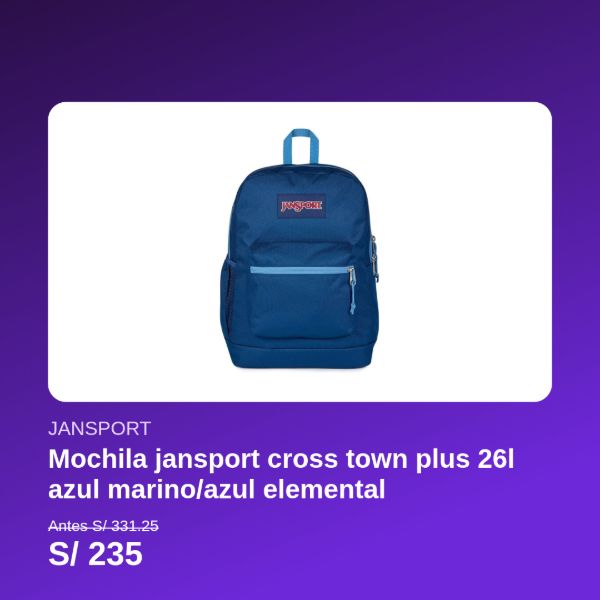 JANSPORT
JANSPORT
Mochila jansport cross town plus 26l
azul marino/azul elemental
Antes S/ 331.25
S/ 235